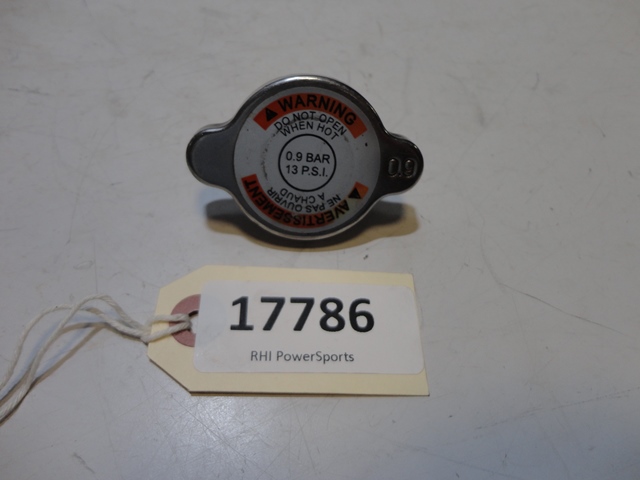 WARNING
DO NOT OPEN
WHEN HOT
0.9 BAR
13 P.S.I.
AVERTISSEMENT
NE PAS OUVRIR
A CHAUD
0.9
17786
RHI PowerSports